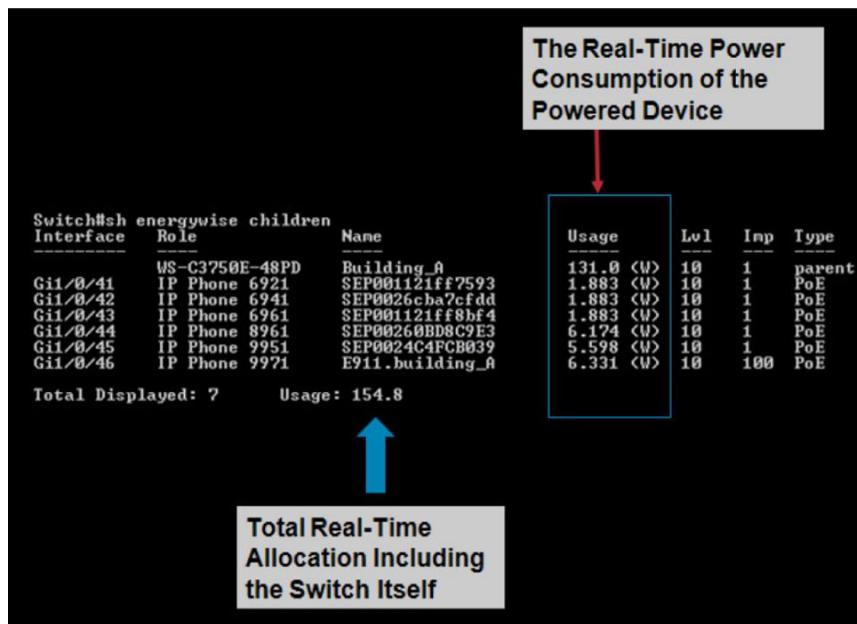 The Real-Time Power
Consumption of the
Powered Device
Switch#sh energywise children
Interface Role Name Usage Lvl Imp Type
WS-C3750E-48PD Building_A 131.0 (W) 10 1 parent
Gi1/0/41 IP Phone 6921 SEP001121ff7593 1.883 (W) 10 1 PoE
Gi1/0/42 IP Phone 6941 SEP0026cba7cfdd 1.883 (W) 10 1 PoE
Gi1/0/43 IP Phone 6961 SEP001121ff8bf4 1.883 (W) 10 1 PoE
Gi1/0/44 IP Phone 8961 SEP00260BD8C9E3 6.174 (W) 10 1 PoE
Gi1/0/45 IP Phone 9951 SEP0024C4FCB039 5.598 (W) 10 1 PoE
Gi1/0/46 IP Phone 9971 E911.building_A 6.331 (W) 10 100 PoE
Total Displayed: 7 Usage: 154.8
Total Real-Time
Allocation Including
the Switch Itself